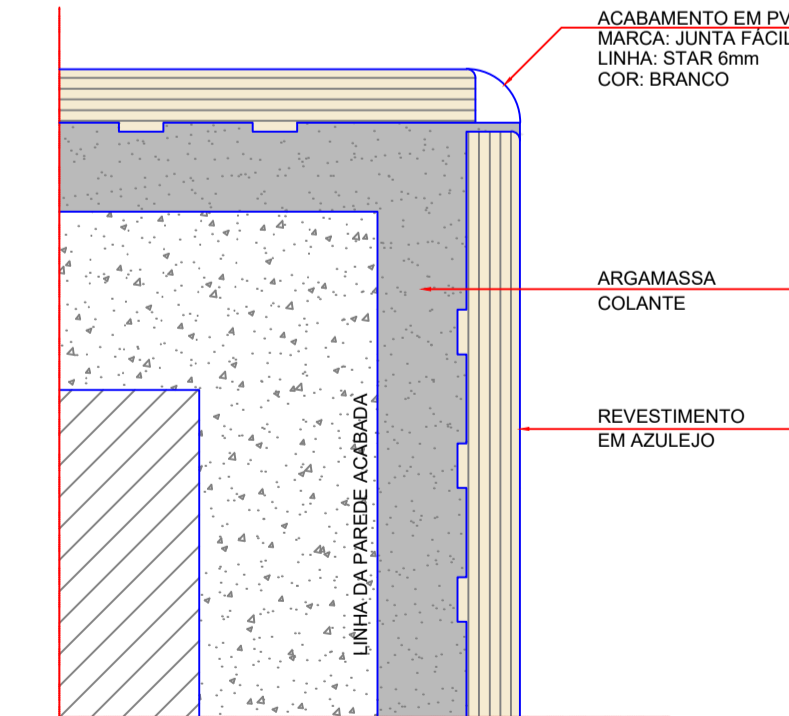 ACABAMENTO EM PV
MARCA: JUNTA FÁCIL
LINHA: STAR 6mm
COR: BRANCO
ARGAMASSA
COLANTE
REVESTIMENTO
EM AZULEJO
LINHA DA PAREDE ACABADA